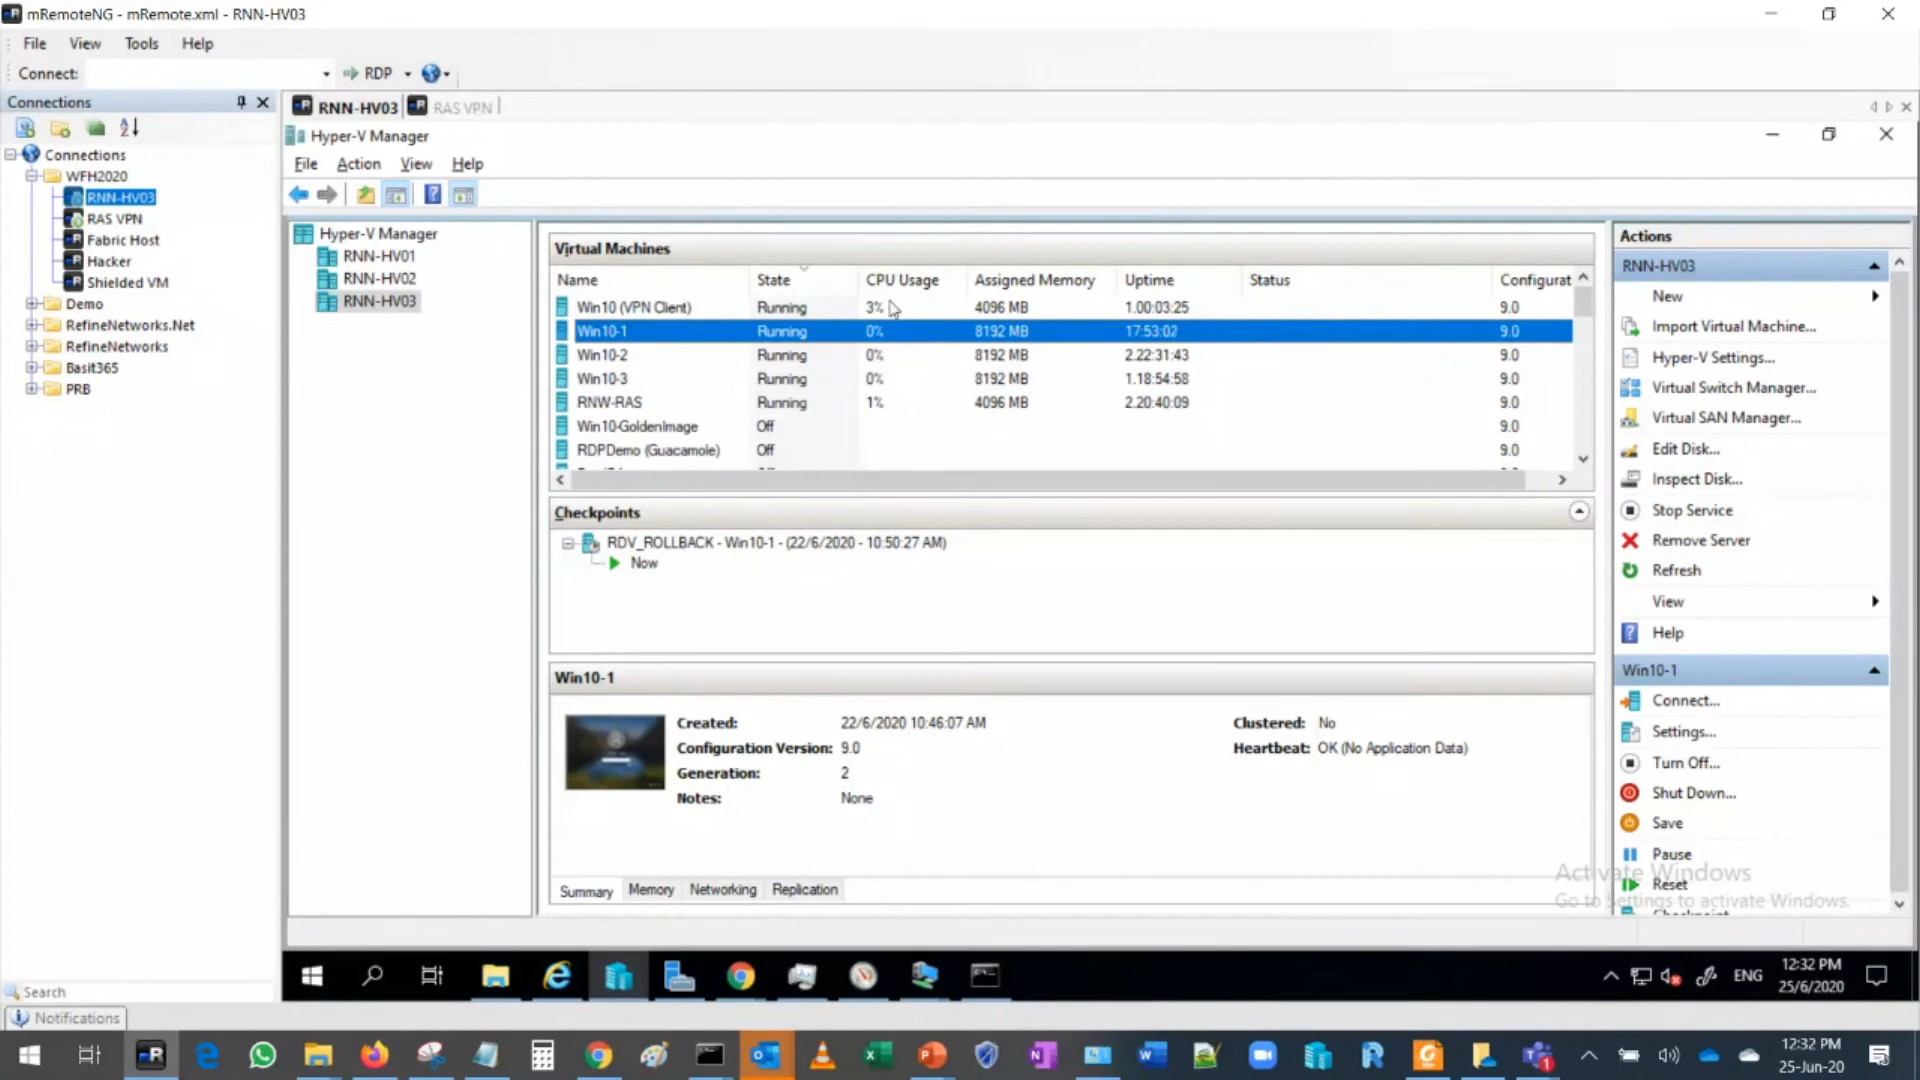 mRemoteNG - mRemote.xml - RNN-HV03
File View Tools Help
Connect: RDP
Connections
RNN-HV03 RAS VPN
Connections
WFH2020
RNN-HV03
RAS VPN
Fabric Host
Hacker
Shielded VM
Demo
RefineNetworks.Net
RefineNetworks
Basit365
PRB
Search
Notifications
Hyper-V Manager
File Action View Help
Hyper-V Manager
RNN-HV01
RNN-HV02
RNN-HV03
Virtual Machines
Name State CPU Usage Assigned Memory Uptime Status Configurat
Win10 (VPN Client) Running 3% 4096 MB 1.00:03:25 9.0
Win10-1 Running 0% 8192 MB 17:53:02 9.0
Win10-2 Running 0% 8192 MB 2.22:31:43 9.0
Win10-3 Running 0% 8192 MB 1.18:54:58 9.0
RNW-RAS Running 1% 4096 MB 2.20:40:09 9.0
Win10-GoldenImage Off 9.0
RDPDemo (Guacamole) Off 9.0
Checkpoints
RDV_ROLLBACK - Win10-1 - (22/6/2020 - 10:50:27 AM)
Now
Win10-1
Created: 22/6/2020 10:46:07 AM Clustered: No
Configuration Version: 9.0 Heartbeat: OK (No Application Data)
Generation: 2
Notes: None
Summary Memory Networking Replication
Actions
RNN-HV03
New
Import Virtual Machine...
Hyper-V Settings...
Virtual Switch Manager...
Virtual SAN Manager...
Edit Disk...
Inspect Disk...
Stop Service
Remove Server
Refresh
View
Help
Win10-1
Connect...
Settings...
Turn Off...
Shut Down...
Save
Pause
Reset
Activate Windows
Go to Settings to activate Windows.
ENG 12:32 PM
25/6/2020
12:32 PM
25-Jun-20